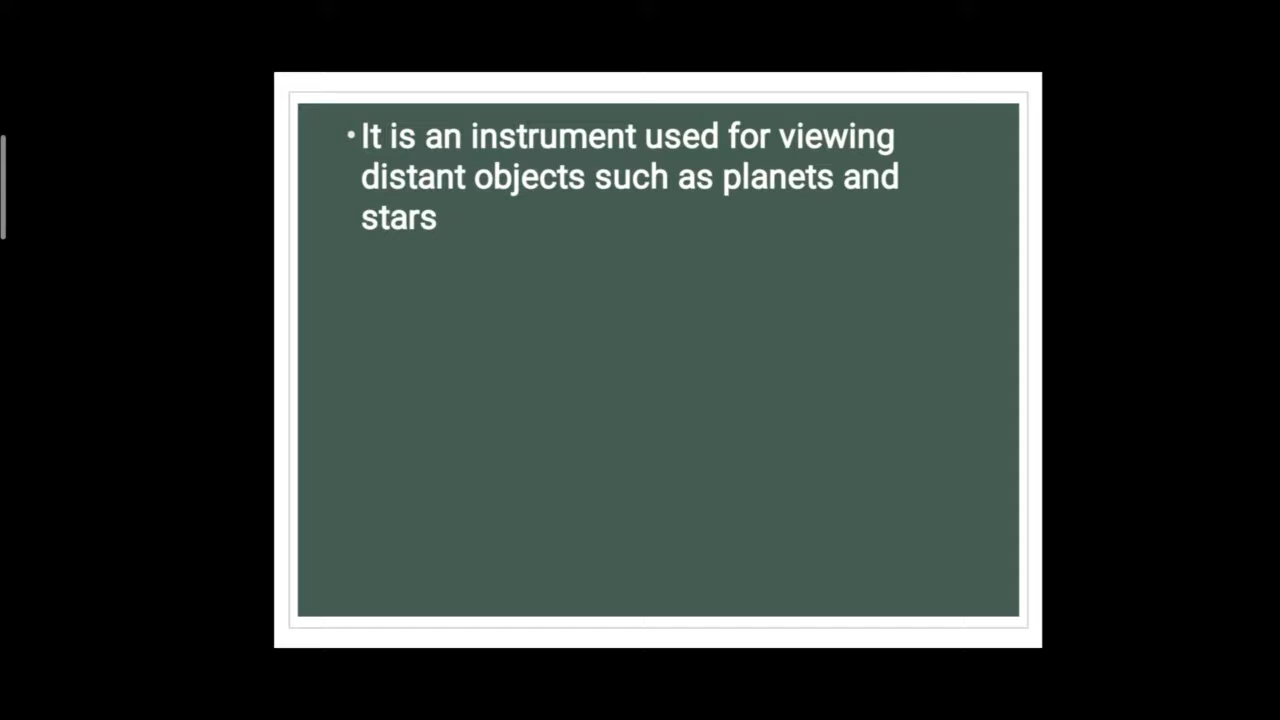 • It is an instrument used for viewing
distant objects such as planets and
stars